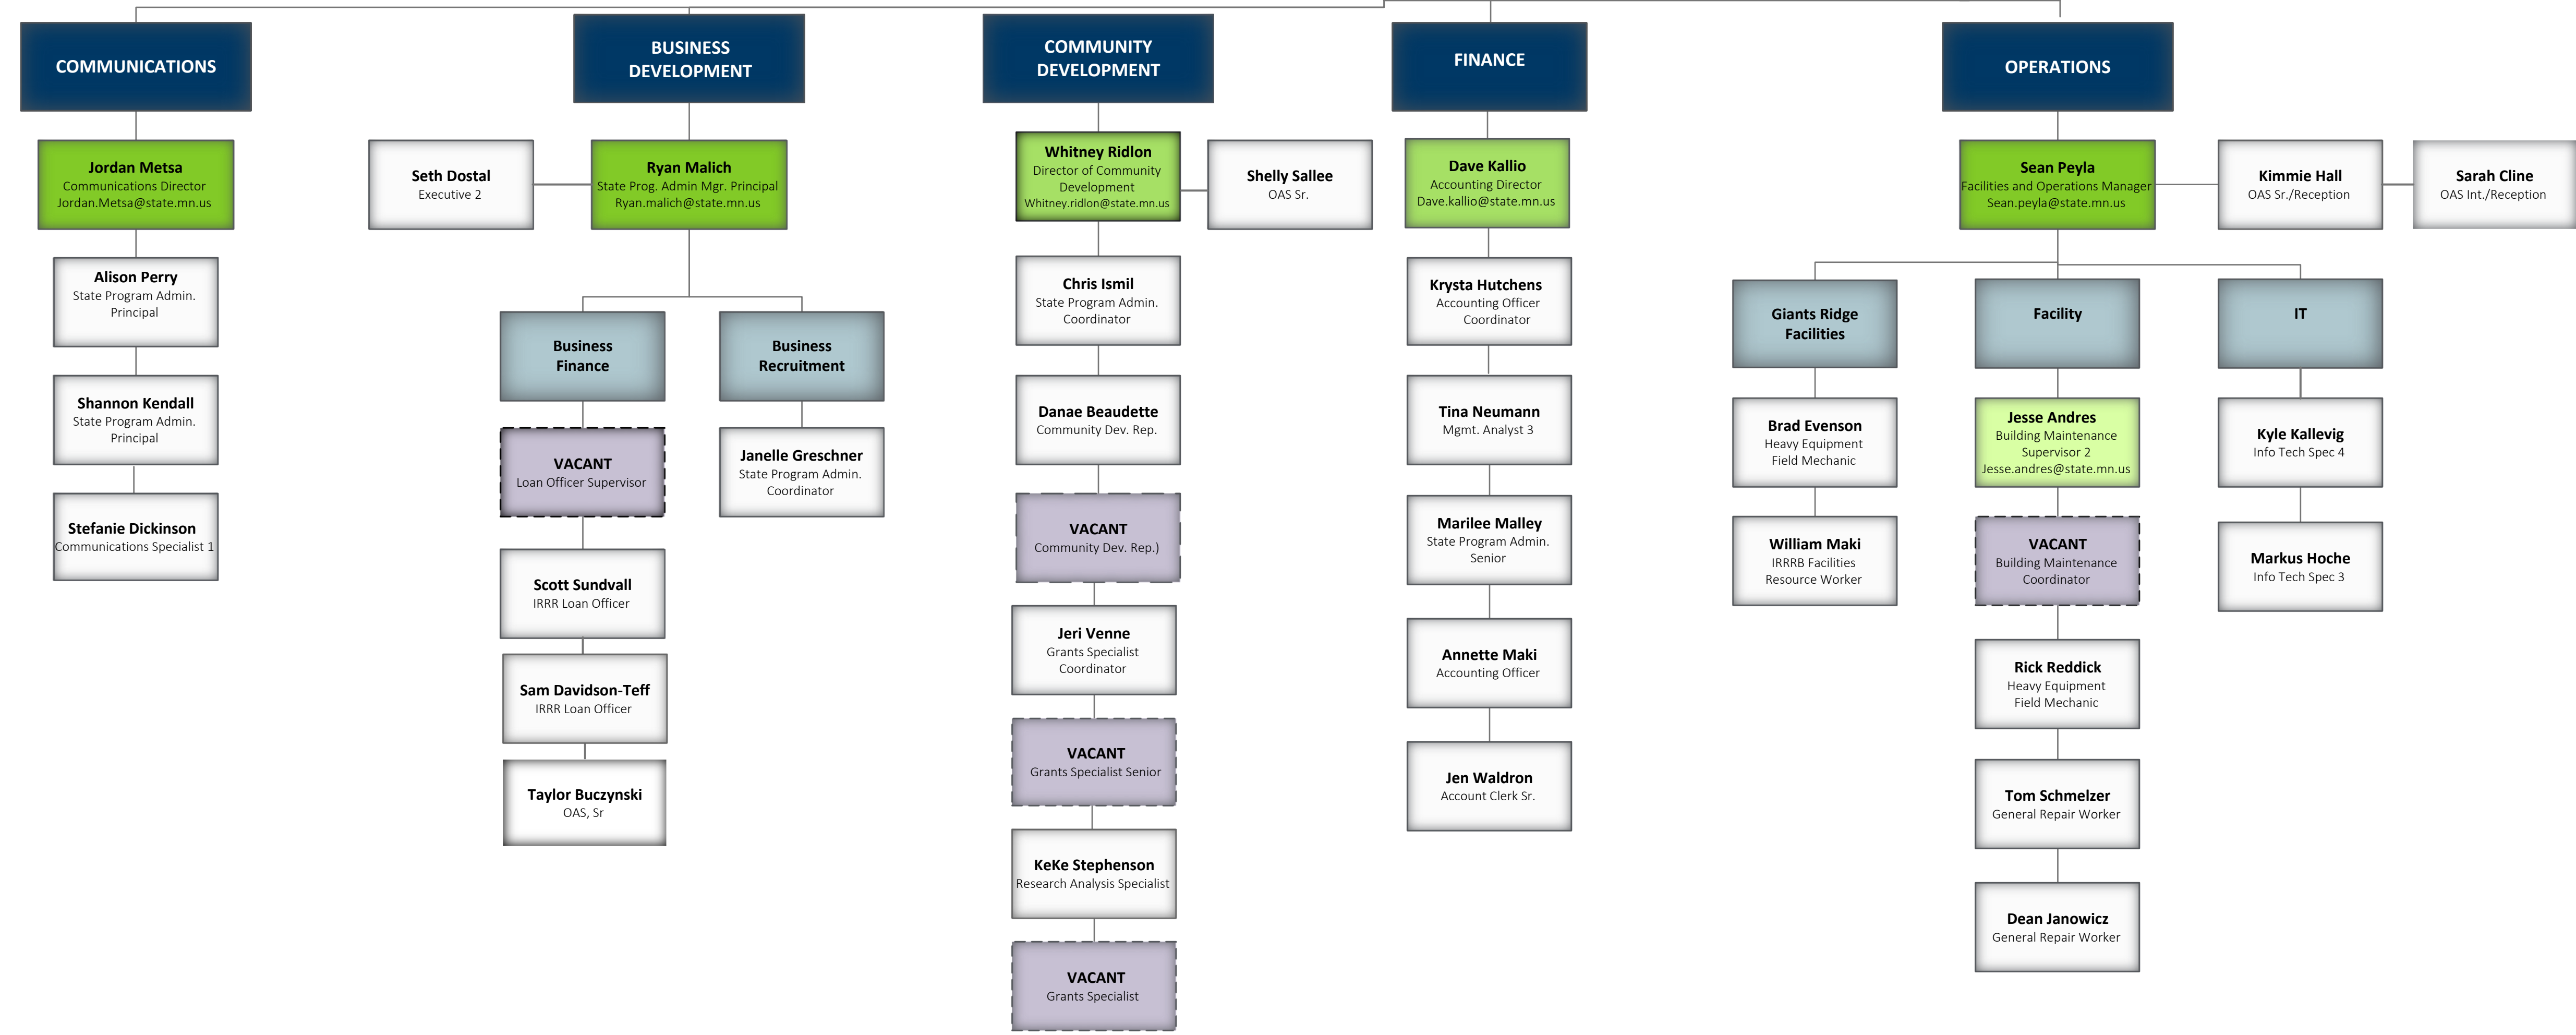 COMMUNICATIONS
Jordan Metsa
Communications Director
Jordan.Metsa@state.mn.us
Alison Perry
State Program Admin.
Principal
Shannon Kendall
State Program Admin.
Principal
Stefanie Dickinson
Communications Specialist 1
BUSINESS
DEVELOPMENT
Seth Dostal
Executive 2
Ryan Malich
State Prog. Admin Mgr. Principal
Ryan.malich@state.mn.us
Business
Finance
VACANT
Loan Officer Supervisor
Scott Sundvall
IRRR Loan Officer
Sam Davidson-Teff
IRRR Loan Officer
Taylor Buczynski
OAS, Sr
Business
Recruitment
Janelle Greschner
State Program Admin.
Coordinator
COMMUNITY
DEVELOPMENT
Whitney Ridlon
Director of Community
Development
Whitney.ridlon@state.mn.us
Shelly Sallee
OAS Sr.
Chris Ismil
State Program Admin.
Coordinator
Danae Beaudette
Community Dev. Rep.
VACANT
Community Dev. Rep.)
Jeri Venne
Grants Specialist
Coordinator
VACANT
Grants Specialist Senior
KeKe Stephenson
Research Analysis Specialist
VACANT
Grants Specialist
FINANCE
Dave Kallio
Accounting Director
Dave.kallio@state.mn.us
Krysta Hutchens
Accounting Officer
Coordinator
Tina Neumann
Mgmt. Analyst 3
Marilee Malley
State Program Admin.
Senior
Annette Maki
Accounting Officer
Jen Waldron
Account Clerk Sr.
OPERATIONS
Sean Peyla
Facilities and Operations Manager
Sean.peyla@state.mn.us
Kimmie Hall
OAS Sr./Reception
Sarah Cline
OAS Int./Reception
Giants Ridge
Facilities
Brad Evenson
Heavy Equipment
Field Mechanic
William Maki
IRRRB Facilities
Resource Worker
Facility
Jesse Andres
Building Maintenance
Supervisor 2
Jesse.andres@state.mn.us
VACANT
Building Maintenance
Coordinator
Rick Reddick
Heavy Equipment
Field Mechanic
Tom Schmelzer
General Repair Worker
Dean Janowicz
General Repair Worker
IT
Kyle Kallevig
Info Tech Spec 4
Markus Hoche
Info Tech Spec 3